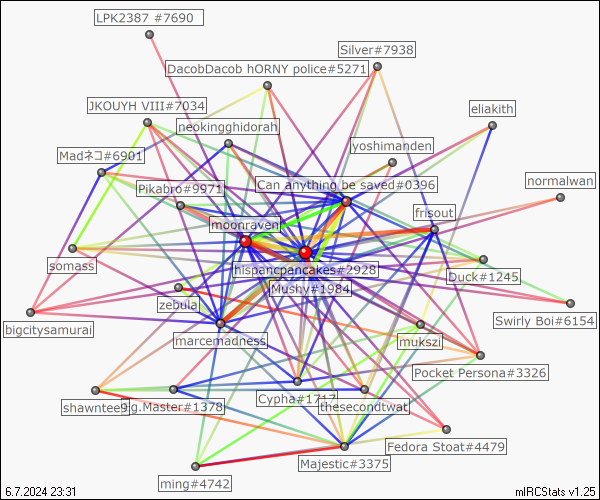 LPK2387 #7690
Silver#7938
DacobDacob hORNY police#5271
JKOUYH VIII#7034
eliakith
neokingghidorah
yoshimanden
Madネコ#6901
Can anything be saved#0396
normalwan
Pikabro#9971
frisout
moonraven
somass
hispancpancakes#2928
Duck#1245
Mushy#1984
zebula
Swirly Boi#6154
bigcitysamurai
marcemadness
mukszi
Pocket Persona#3326
Cypha#1717
shawntee
g.Master#1378
thesecondtwat
Fedora Stoat#4479
Majestic#3375
ming#4742
6.7.2024 23:31
mIRCStats v1.25